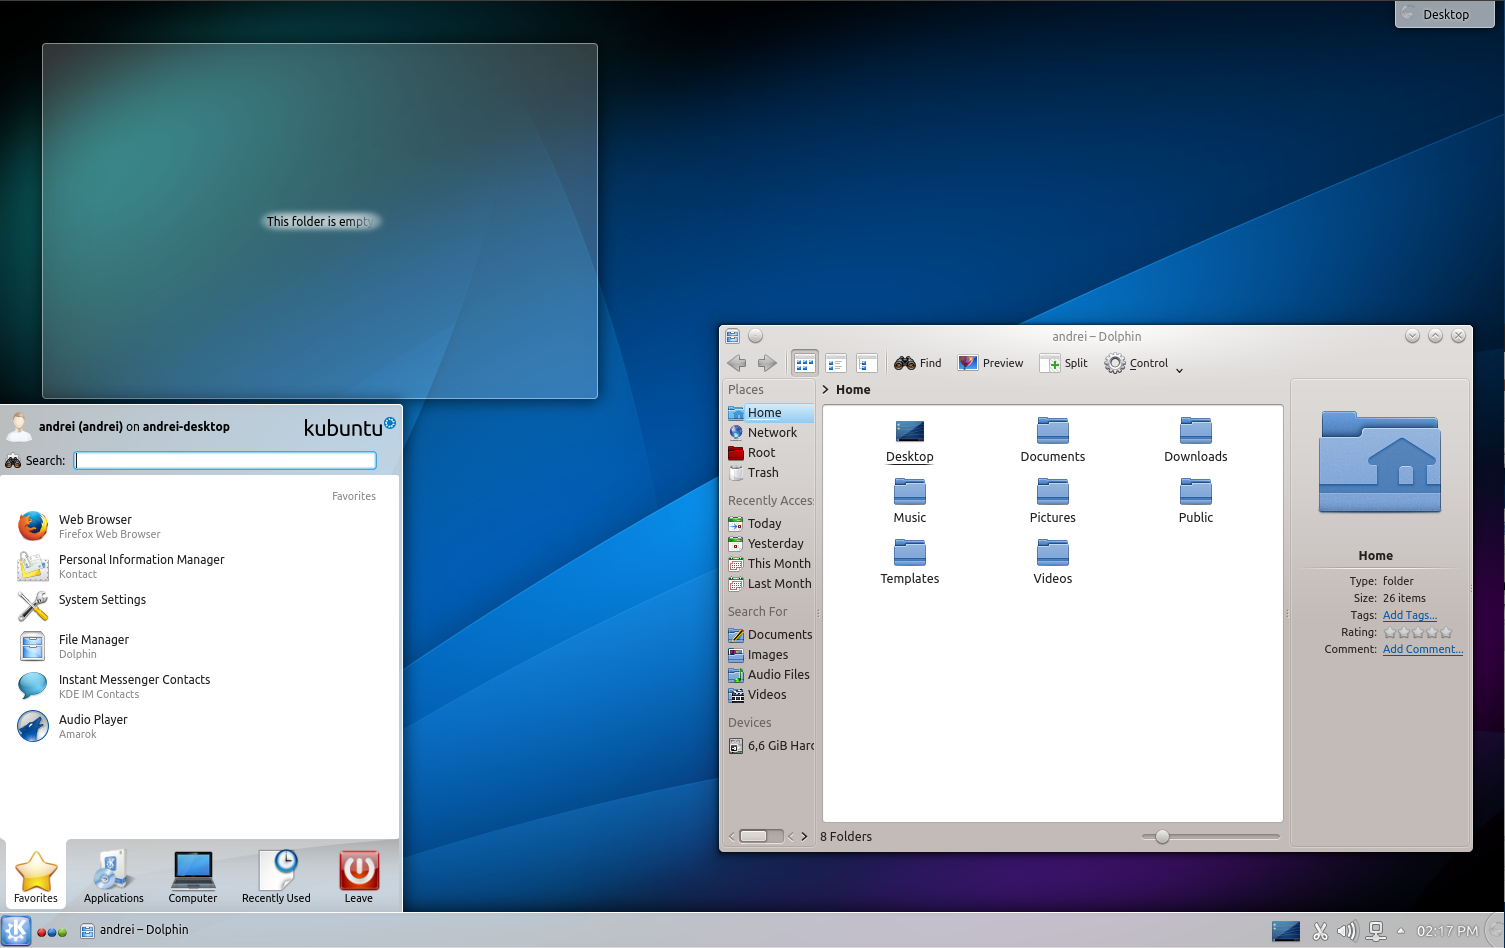 Desktop
This folder is empty
andrei (andrei) on andrei-desktop
kubuntu
Search:
Favorites
Web Browser
Firefox Web Browser
Personal Information Manager
Kontact
System Settings
File Manager
Dolphin
Instant Messenger Contacts
KDE IM Contacts
Audio Player
Amarok
Favorites
Applications
Computer
Recently Used
Leave
andrei – Dolphin
Find
Preview
Split
Control
Places
Home
Network
Root
Trash
Recently Acces
Today
Yesterday
This Month
Last Month
Search For
Documents
Images
Audio Files
Videos
Devices
6,6 GiB Hard
Home
Desktop
Documents
Downloads
Music
Pictures
Public
Templates
Videos
8 Folders
Home
Type: folder
Size: 26 items
Tags: Add Tags...
Rating:
Comment: Add Comment...
andrei – Dolphin
02:17 PM